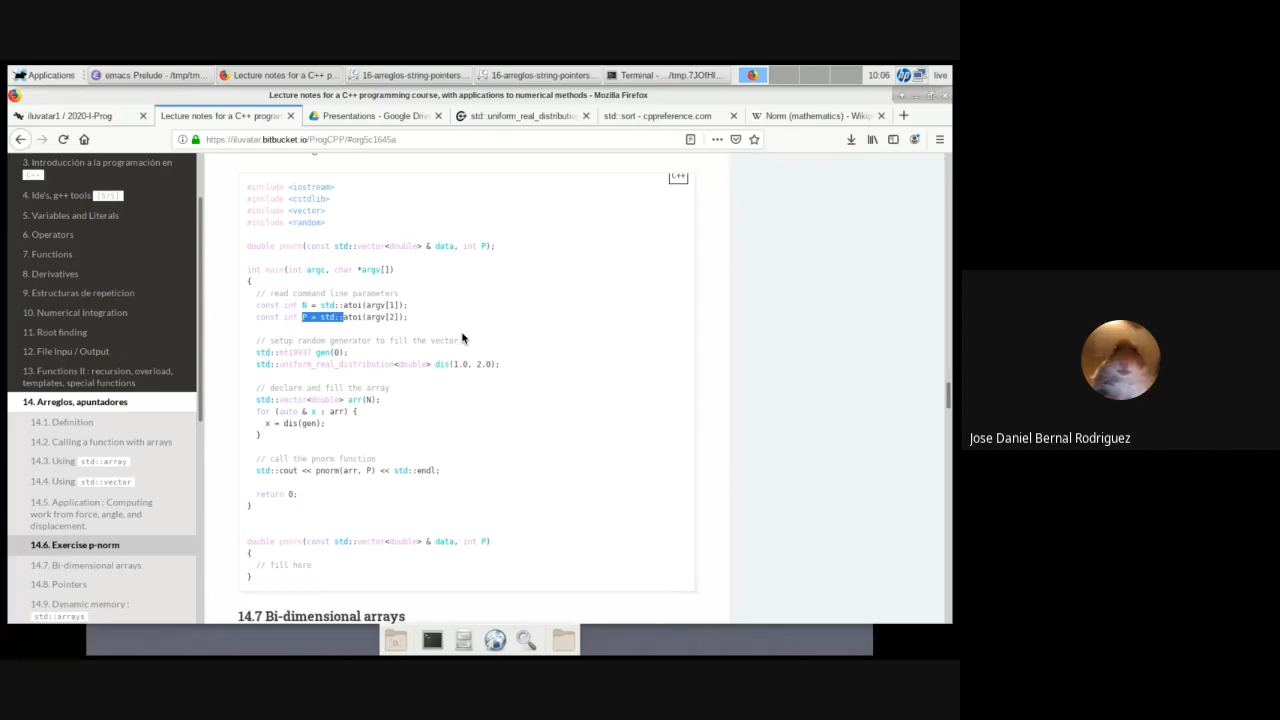 Applications
emacs Prelude - /tmp/tm...
Lecture notes for a C++ p...
16-arreglos-string-pointers...
16-arreglos-string-pointers...
Terminal - .../tmp.7JOfHI...
10:06
live
Lecture notes for a C++ programming course, with applications to numerical methods - Mozilla Firefox
iluvatar1 / 2020-I-Prog
Lecture notes for a C++ program
Presentations - Google Driv
std::uniform_real_distributio
std::sort - cppreference.com
Norm (mathematics) - Wikip
https://iluvatar.bitbucket.io/ProgCPP/#org5c1645a
3. Introducción a la programación en
C++
4. Ide's, g++ tools [5/5]
5. Variables and Literals
6. Operators
7. Functions
8. Derivatives
9. Estructuras de repeticion
10. Numerical Integration
11. Root finding
12. File Inpu / Output
13. Functions II : recursion, overload,
templates, special functions
14. Arreglos, apuntadores
14.1. Definition
14.2. Calling a function with arrays
14.3. Using std::array
14.4. Using std::vector
14.5. Application : Computing
work from force, angle, and
displacement.
14.6. Exercise p-norm
14.7. Bi-dimensional arrays
14.8. Pointers
14.9. Dynamic memory :
std::arrays
C++
#include <iostream>
#include <cstdlib>
#include <vector>
#include <random>
double pnorm(const std::vector<double> & data, int P);
int main(int argc, char *argv[])
{
// read command line parameters
const int N = std::atoi(argv[1]);
const int P = std::atoi(argv[2]);
// setup random generator to fill the vector
std::mt19937 gen(0);
std::uniform_real_distribution<double> dis(1.0, 2.0);
// declare and fill the array
std::vector<double> arr(N);
for (auto & x : arr) {
x = dis(gen);
}
// call the pnorm function
std::cout << pnorm(arr, P) << std::endl;
return 0;
}
double pnorm(const std::vector<double> & data, int P)
{
// fill here
}
14.7 Bi-dimensional arrays
Jose Daniel Bernal Rodriguez